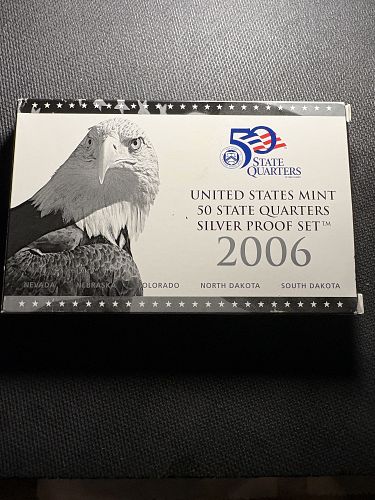 50
STATE
QUARTERS
UNITED STATES MINT
50 STATE QUARTERS
SILVER PROOF SET™
2006
NEVADA NEBRASKA COLORADO NORTH DAKOTA SOUTH DAKOTA